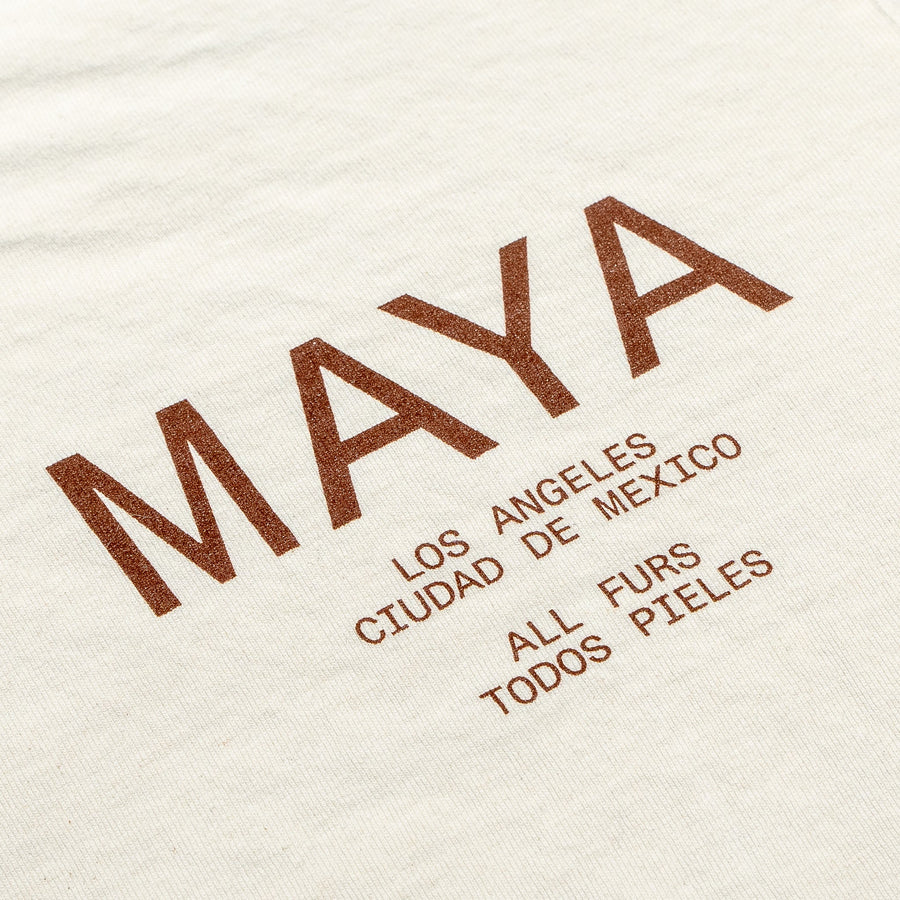 MAYA
LOS ANGELES
CIUDAD DE MEXICO
ALL FURS
TODOS PIELES